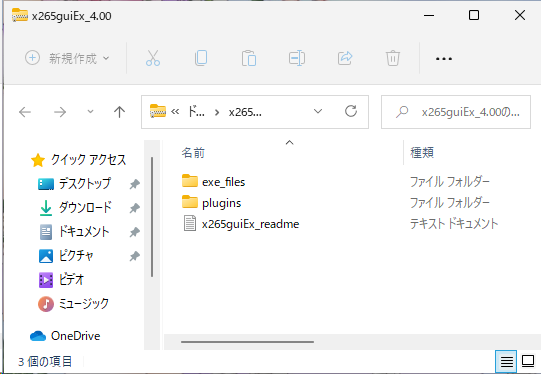 x265guiEx_4.00
新規作成
« ド... › x265...
x265guiEx_4.00の...
名前
種類
クイック アクセス
デスクトップ
ダウンロード
ドキュメント
ピクチャ
ビデオ
ミュージック
OneDrive
exe_files
ファイル フォルダー
plugins
ファイル フォルダー
x265guiEx_readme
テキスト ドキュメント
3 個の項目